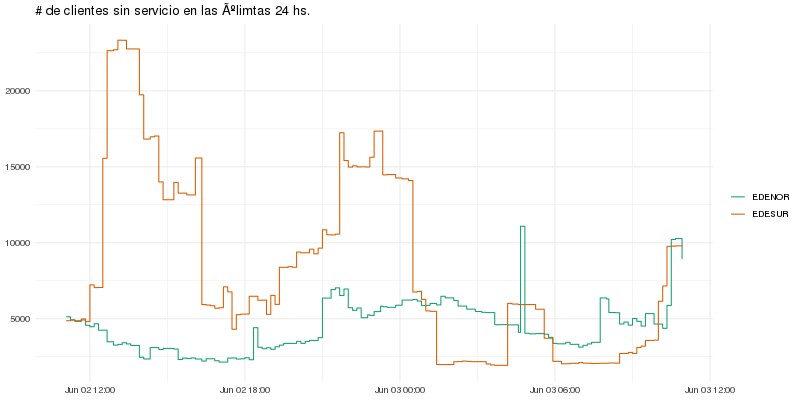 # de clientes sin servicio en las Ãºlimtas 24 hs.
20000
15000
10000
5000
Jun 02 12:00
Jun 02 18:00
Jun 03 00:00
Jun 03 06:00
Jun 03 12:00
EDENOR
EDESUR